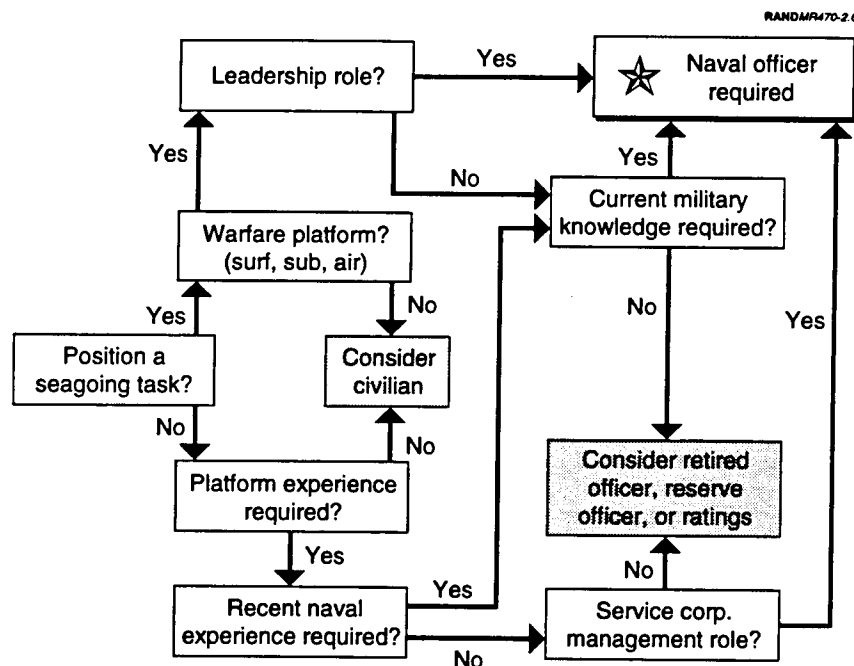 RANDMR470-2.6
Leadership role?
Yes
Naval officer
required
Yes
No
Yes
Current military
knowledge required?
Warfare platform?
(surf, sub, air)
No
No
Yes
Yes
Position a
seagoing task?
Consider
civilian
No
No
Platform experience
required?
Consider retired
officer, reserve
officer, or ratings
Yes
No
Yes
Recent naval
experience required?
Service corp.
management role?
No